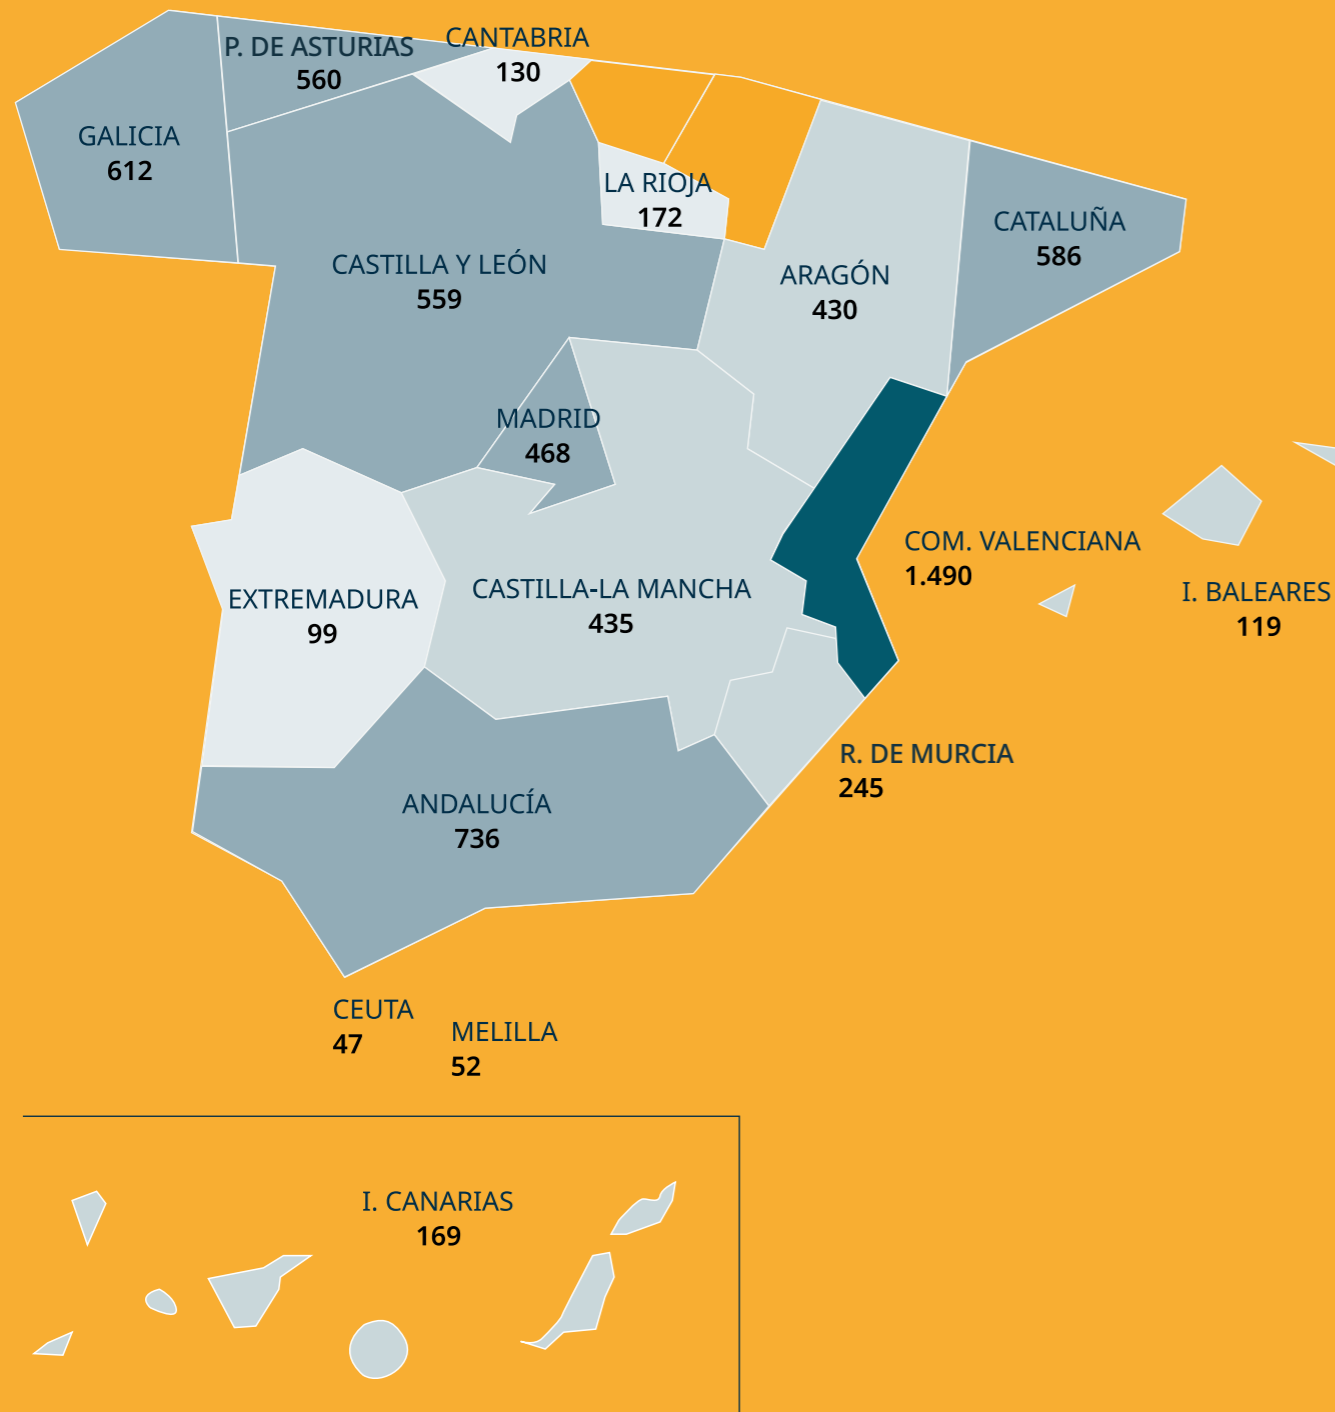 P. DE ASTURIAS
560
CANTABRIA
130
GALICIA
612
LA RIOJA
172
CATALUÑA
586
CASTILLA Y LEÓN
559
ARAGÓN
430
MADRID
468
COM. VALENCIANA
1.490
I. BALEARES
119
EXTREMADURA
99
CASTILLA-LA MANCHA
435
R. DE MURCIA
245
ANDALUCÍA
736
CEUTA
47
MELILLA
52
I. CANARIAS
169